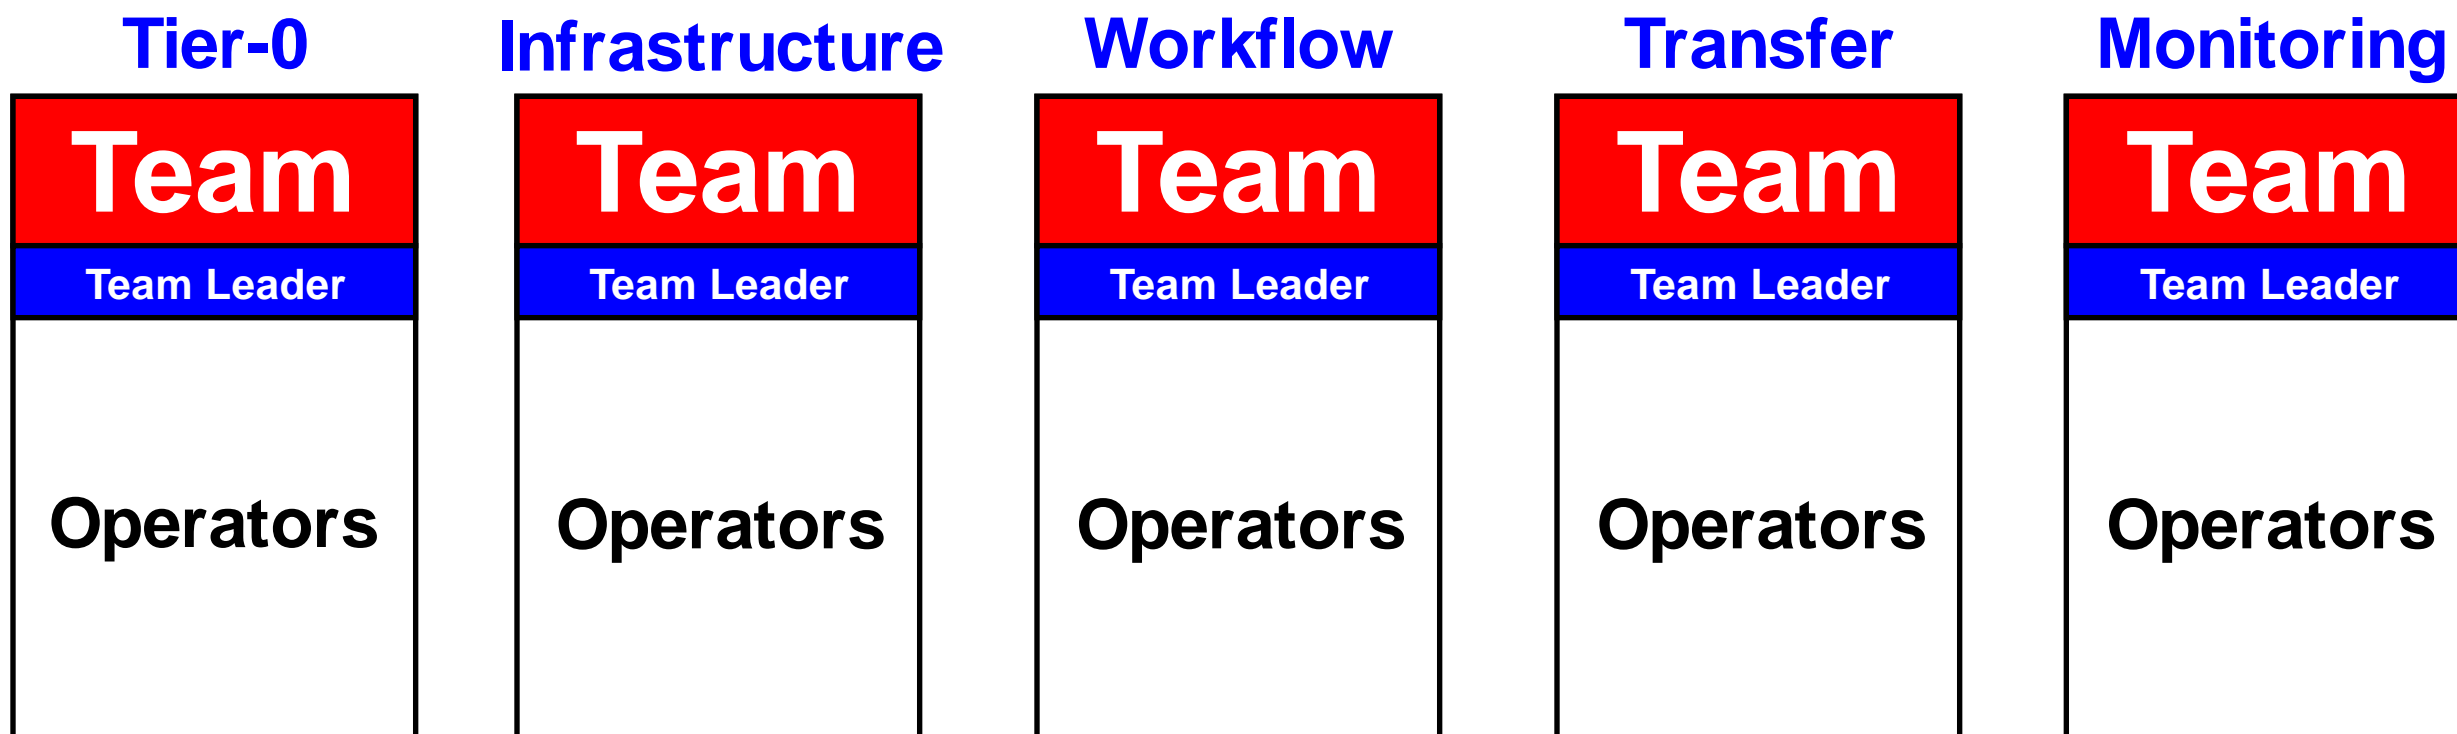 Tier-0 Infrastructure Workflow Transfer Monitoring
Team Team Team Team Team
Team Leader Team Leader Team Leader Team Leader Team Leader
Operators Operators Operators Operators Operators